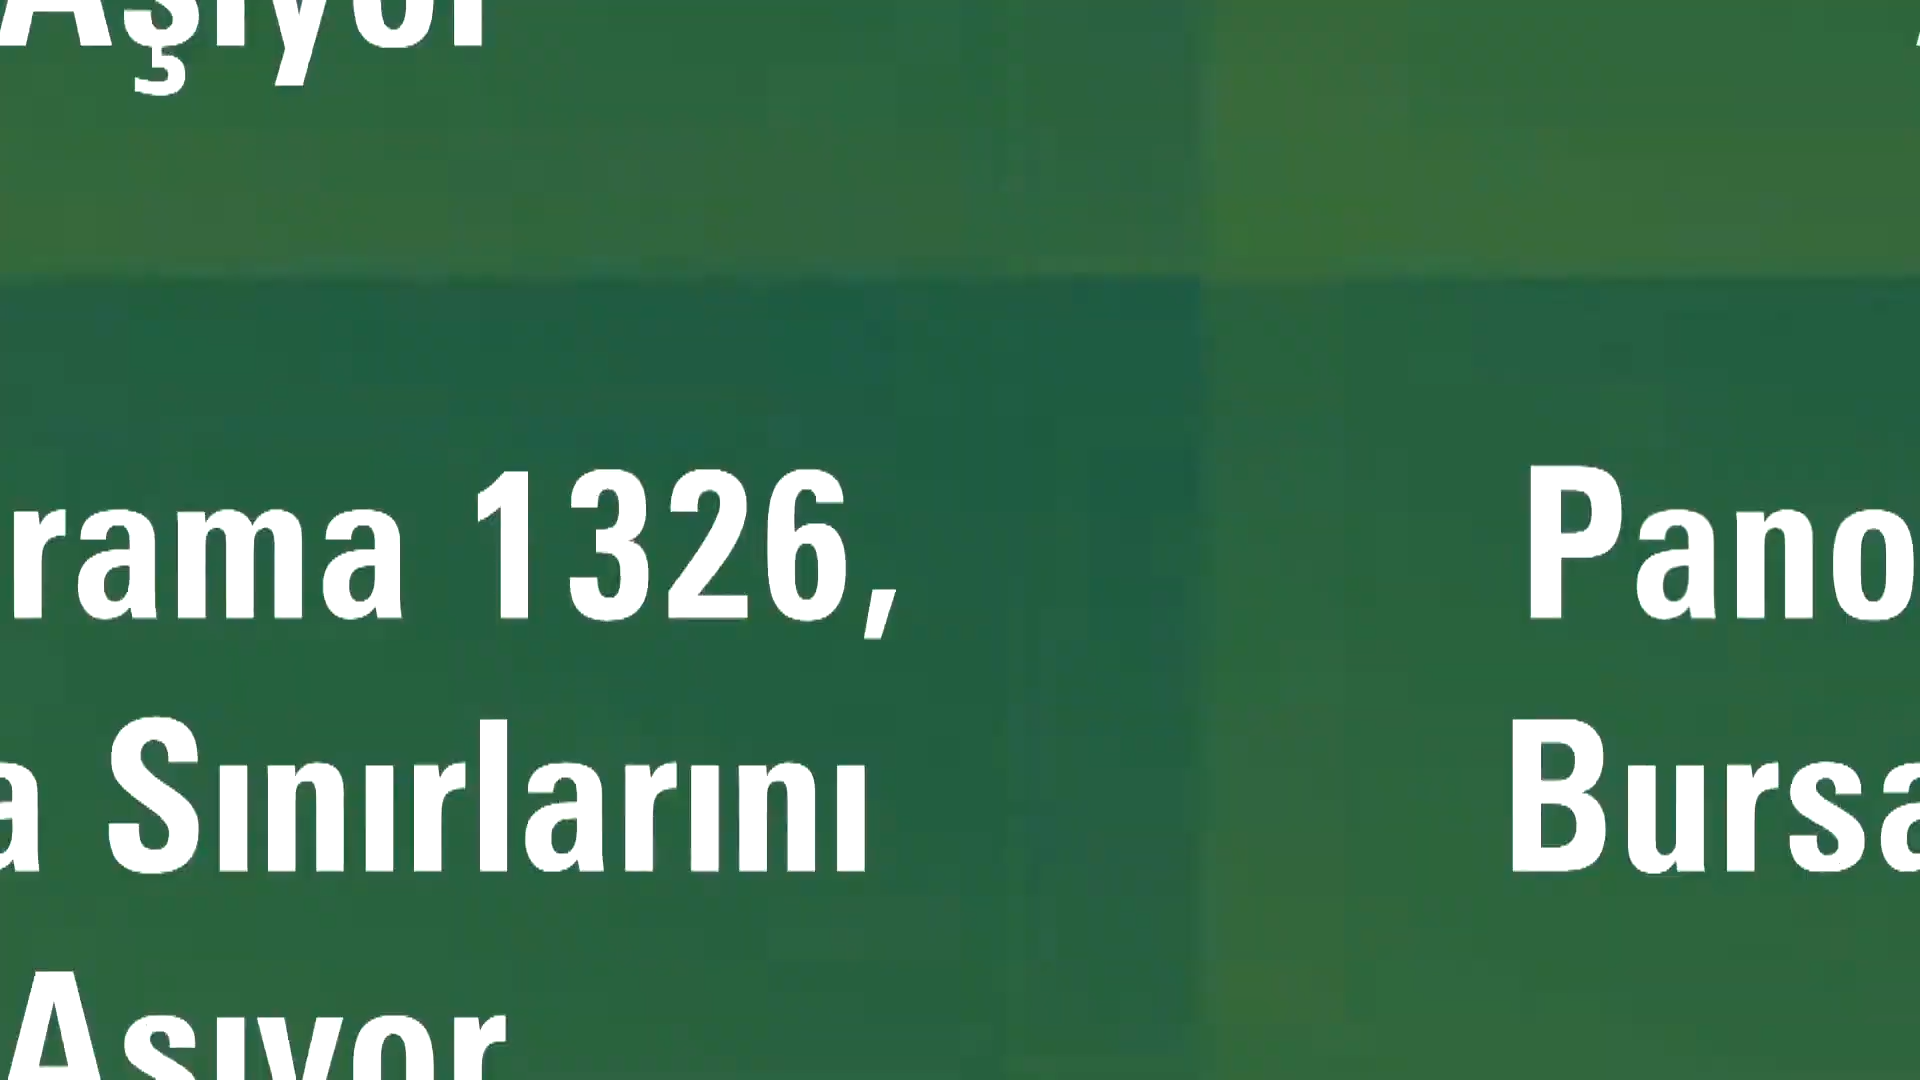 Aşıyor
rama 1326,
a Sınırlarını
Aşıyor
Pano
Bursa